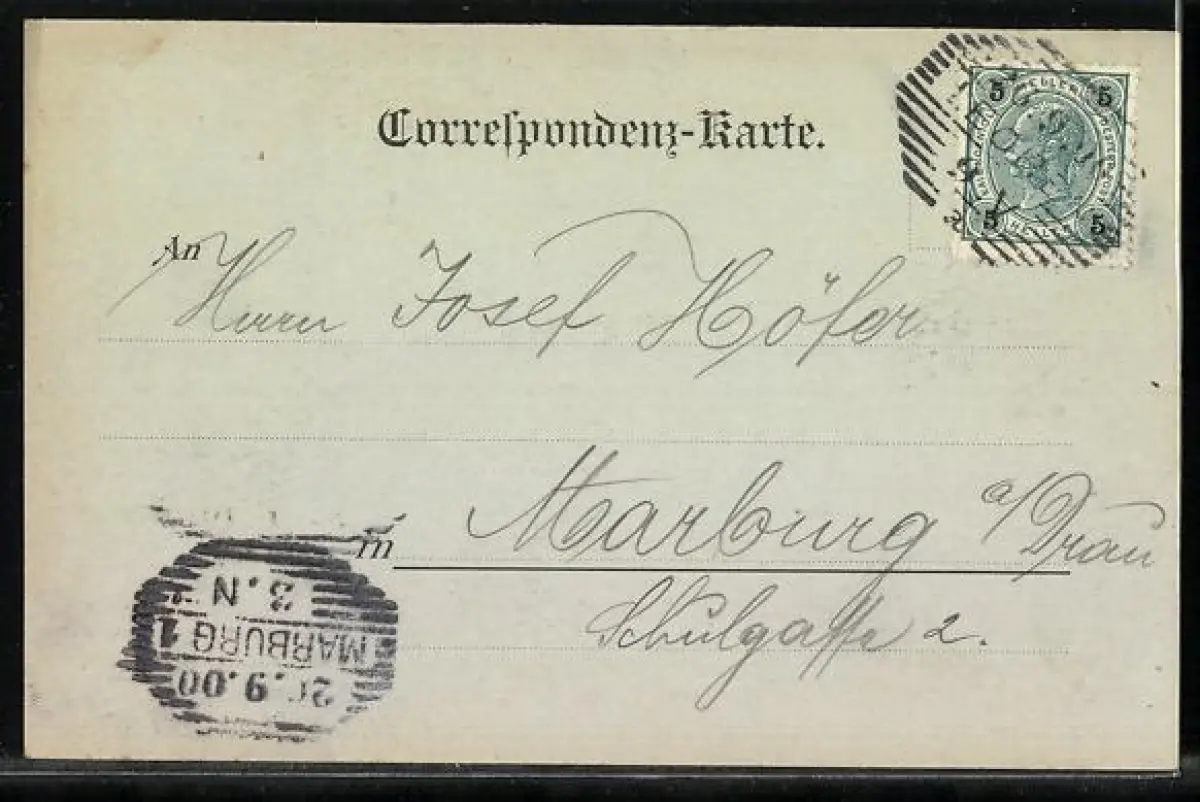 Correspondenz-Karte.
5 5
5 5
HELLER
An Herrn Josef Höfer
in Marburg a/Drau
Schulgasse 2.
3. N
MARBURG 1
9.00